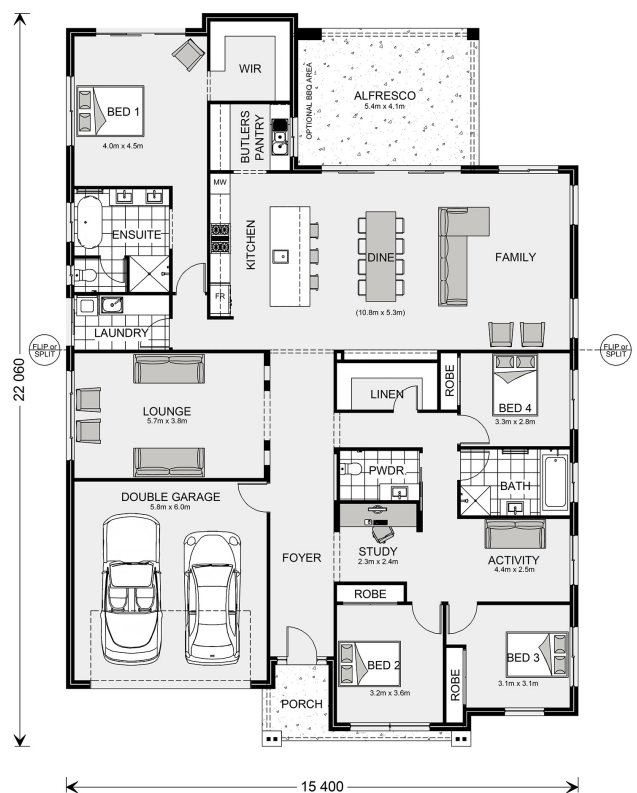 WIR
OPTIONAL BBQ AREA
ALFRESCO
5.4m x 4.1m
BED 1
4.0m x 4.5m
BUTLERS
PANTRY
MW
ENSUITE
KITCHEN
DINE
FAMILY
(10.8m x 5.3m)
FR
LAUNDRY
FLIP or
SPLIT
FLIP or
SPLIT
22 060
LINEN
ROBE
BED 4
3.3m x 2.8m
LOUNGE
5.7m x 3.8m
PWDR.
BATH
DOUBLE GARAGE
5.8m x 6.0m
FOYER
STUDY
2.3m x 2.4m
ACTIVITY
4.4m x 2.5m
ROBE
BED 2
3.2m x 3.6m
ROBE
BED 3
3.1m x 3.1m
PORCH
15 400